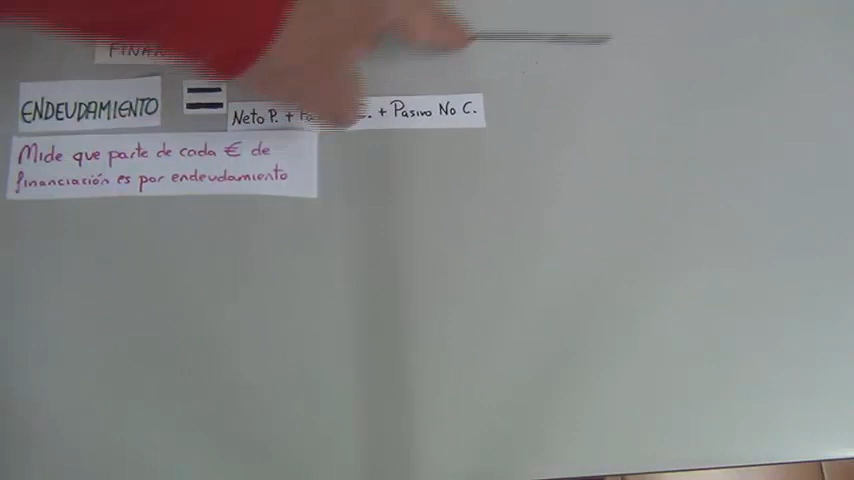 ENDEUDAMIENTO =
Neto P. + + Pasivo No C.
Mide que parte de cada € de
financiación es por endeudamiento